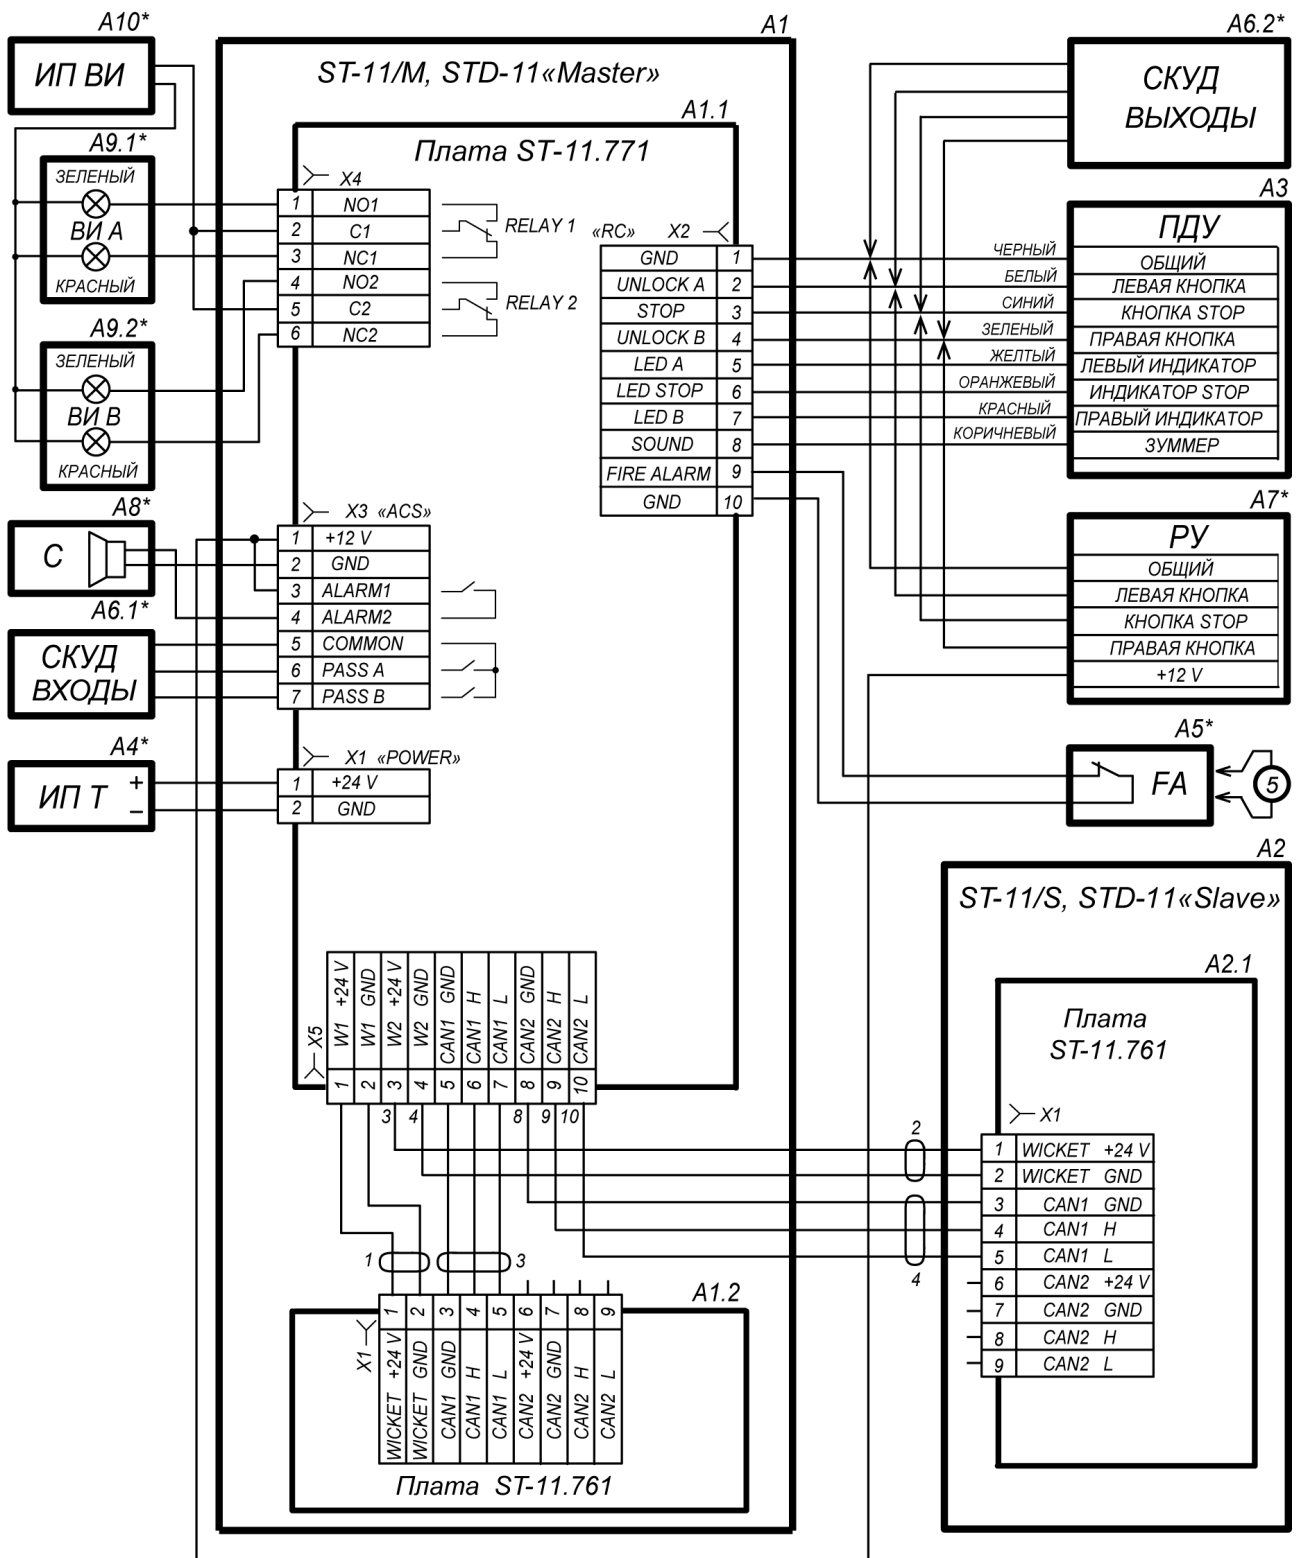 A10*
ИП ВИ
A9.1*
ЗЕЛЕНЫЙ
ВИ А
КРАСНЫЙ
A9.2*
ЗЕЛЕНЫЙ
ВИ В
КРАСНЫЙ
A8*
С
A6.1*
СКУД
ВХОДЫ
A4*
ИП Т
+
−
A1
ST-11/M, STD-11«Master»
A1.1
Плата ST-11.771
X4
1 NO1
2 C1
3 NC1
4 NO2
5 C2
6 NC2
RELAY 1
RELAY 2
X3 «ACS»
1 +12 V
2 GND
3 ALARM1
4 ALARM2
5 COMMON
6 PASS A
7 PASS B
X1 «POWER»
1 +24 V
2 GND
«RC» X2
GND 1
UNLOCK A 2
STOP 3
UNLOCK B 4
LED A 5
LED STOP 6
LED B 7
SOUND 8
FIRE ALARM 9
GND 10
X5
1 W1 +24 V
2 W1 GND
3 W2 +24 V
4 W2 GND
5 CAN1 GND
6 CAN1 H
7 CAN1 L
8 CAN2 GND
9 CAN2 H
10 CAN2 L
3 4 8 9 10
1
3
2
4
A1.2
X1
1 WICKET +24 V
2 WICKET GND
3 CAN1 GND
4 CAN1 H
5 CAN1 L
6 CAN2 +24 V
7 CAN2 GND
8 CAN2 H
9 CAN2 L
Плата ST-11.761
A6.2*
СКУД
ВЫХОДЫ
A3
ПДУ
ЧЕРНЫЙ ОБЩИЙ
БЕЛЫЙ ЛЕВАЯ КНОПКА
СИНИЙ КНОПКА STOP
ЗЕЛЕНЫЙ ПРАВАЯ КНОПКА
ЖЕЛТЫЙ ЛЕВЫЙ ИНДИКАТОР
ОРАНЖЕВЫЙ ИНДИКАТОР STOP
КРАСНЫЙ ПРАВЫЙ ИНДИКАТОР
КОРИЧНЕВЫЙ ЗУММЕР
A7*
РУ
ОБЩИЙ
ЛЕВАЯ КНОПКА
КНОПКА STOP
ПРАВАЯ КНОПКА
+12 V
A5*
FA
5
A2
ST-11/S, STD-11«Slave»
A2.1
Плата
ST-11.761
X1
1 WICKET +24 V
2 WICKET GND
3 CAN1 GND
4 CAN1 H
5 CAN1 L
6 CAN2 +24 V
7 CAN2 GND
8 CAN2 H
9 CAN2 L